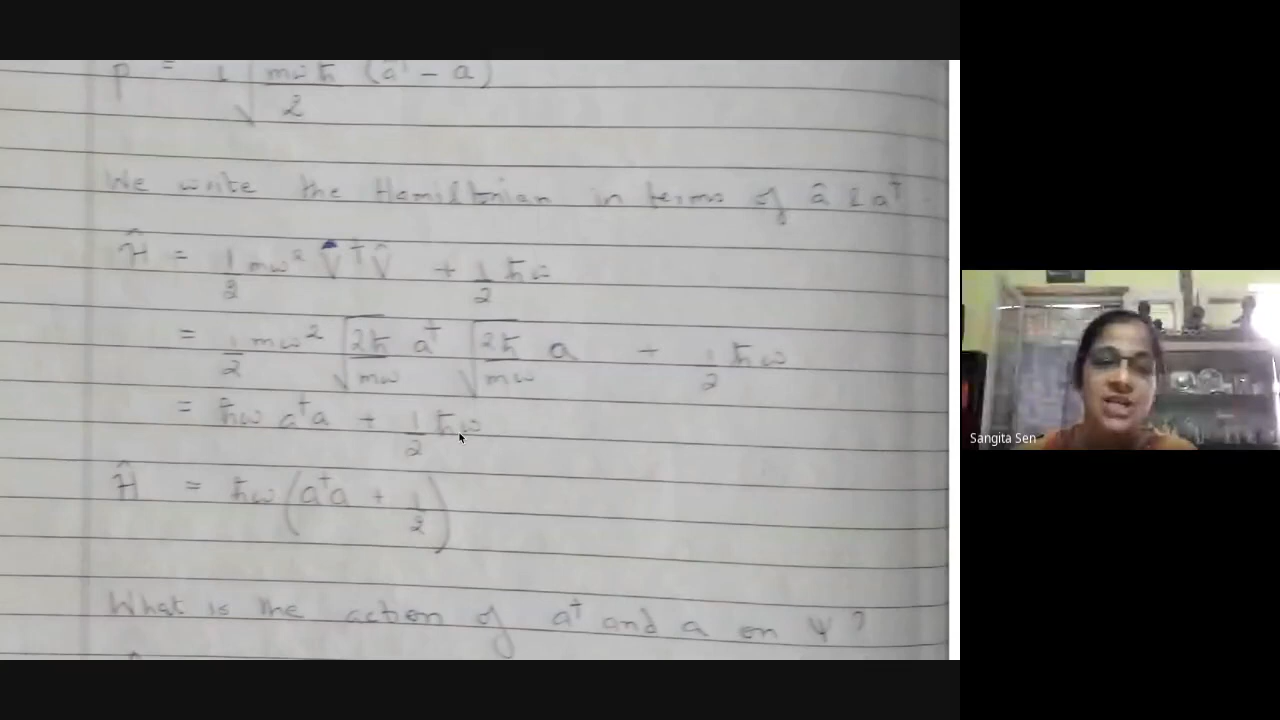 p = i √(mωħ/2) (a† - a)
We write the Hamiltonian in terms of â & a†.
Ĥ = 1/2 mω² V̂†V̂ + 1/2 ħω
= 1/2 mω² √(2ħ/mω) a† √(2ħ/mω) a + 1/2 ħω
= ħω a†a + 1/2 ħω
Ĥ = ħω (a†a + 1/2)
What is the action of a† and a on Ψ?
Sangita Sen